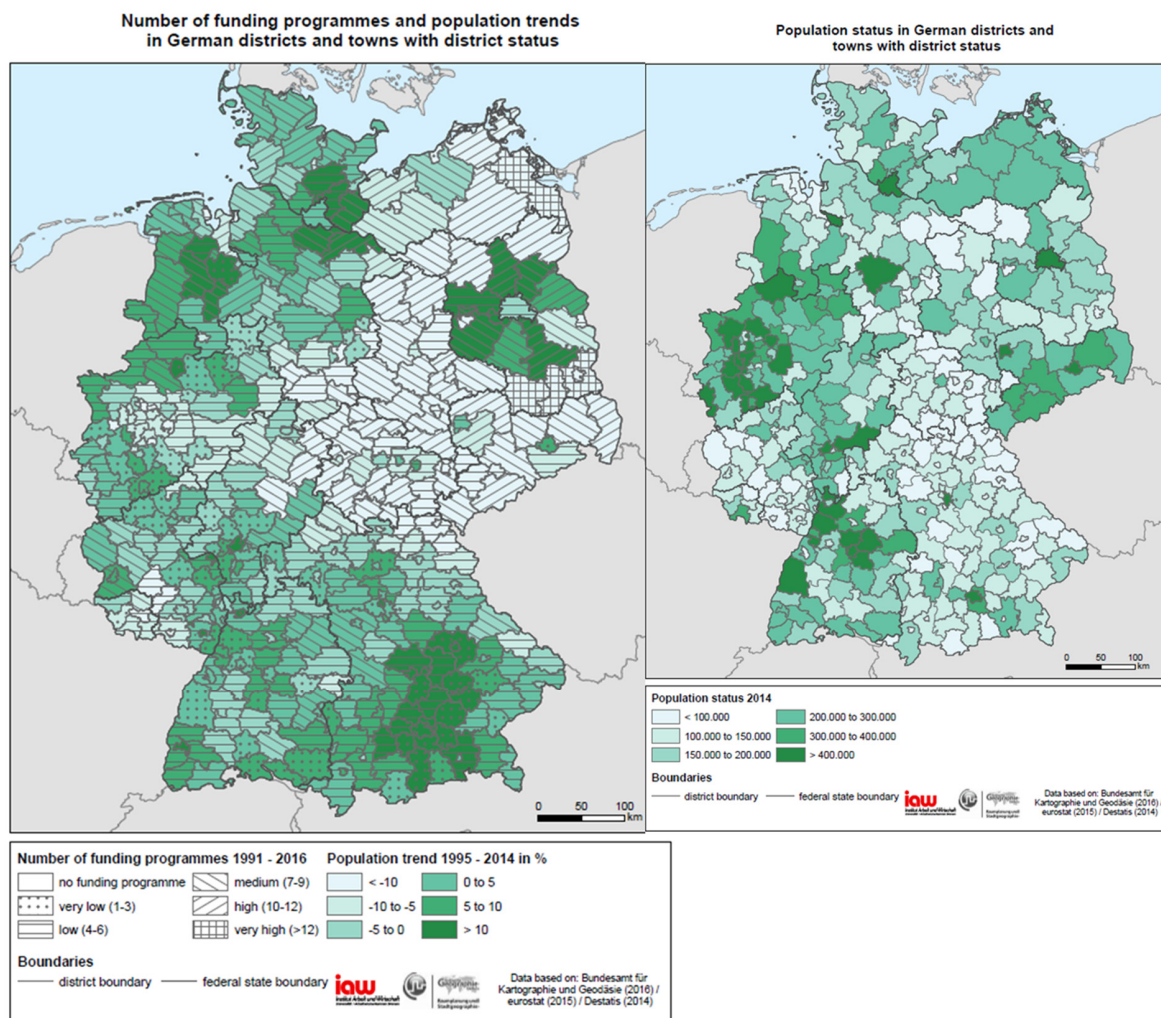 Number of funding programmes and population trends
in German districts and towns with district status
0 50 100
km
Number of funding programmes 1991 - 2016
no funding programme
very low (1-3)
low (4-6)
medium (7-9)
high (10-12)
very high (>12)
Population trend 1995 - 2014 in %
< -10
-10 to -5
-5 to 0
0 to 5
5 to 10
> 10
Boundaries
district boundary
federal state boundary
iaw
Institut Arbeit und Wirtschaft
Data based on: Bundesamt für
Kartographie und Geodäsie (2016) /
eurostat (2015) / Destatis (2014)
Population status in German districts and
towns with district status
0 50 100
km
Population status 2014
< 100.000
100.000 to 150.000
150.000 to 200.000
200.000 to 300.000
300.000 to 400.000
> 400.000
Boundaries
district boundary
federal state boundary
iaw
Data based on: Bundesamt für
Kartographie und Geodäsie (2016) /
eurostat (2015) / Destatis (2014)